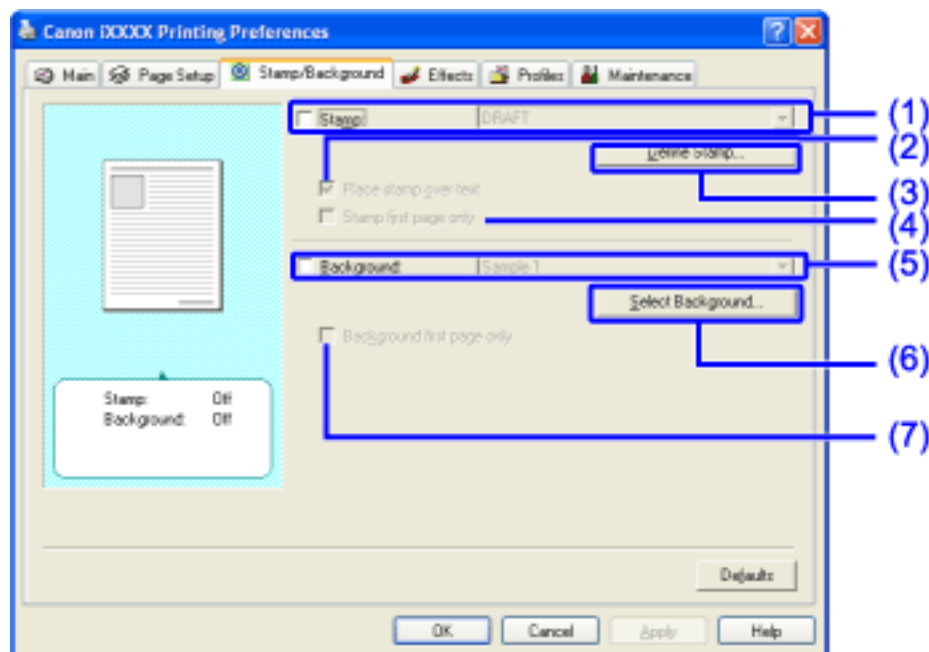 Canon iXXXX Printing Preferences
Main Page Setup Stamp/Background Effects Profiles Maintenance
Stamp: DRAFT (1)
(2)
Define Stamp...
Place stamp over text (3)
Stamp first page only (4)
Background: Sample 1 (5)
Select Background...
Background first page only (6)
Stamp: Off
Background: Off
(7)
Defaults
OK Cancel Apply Help